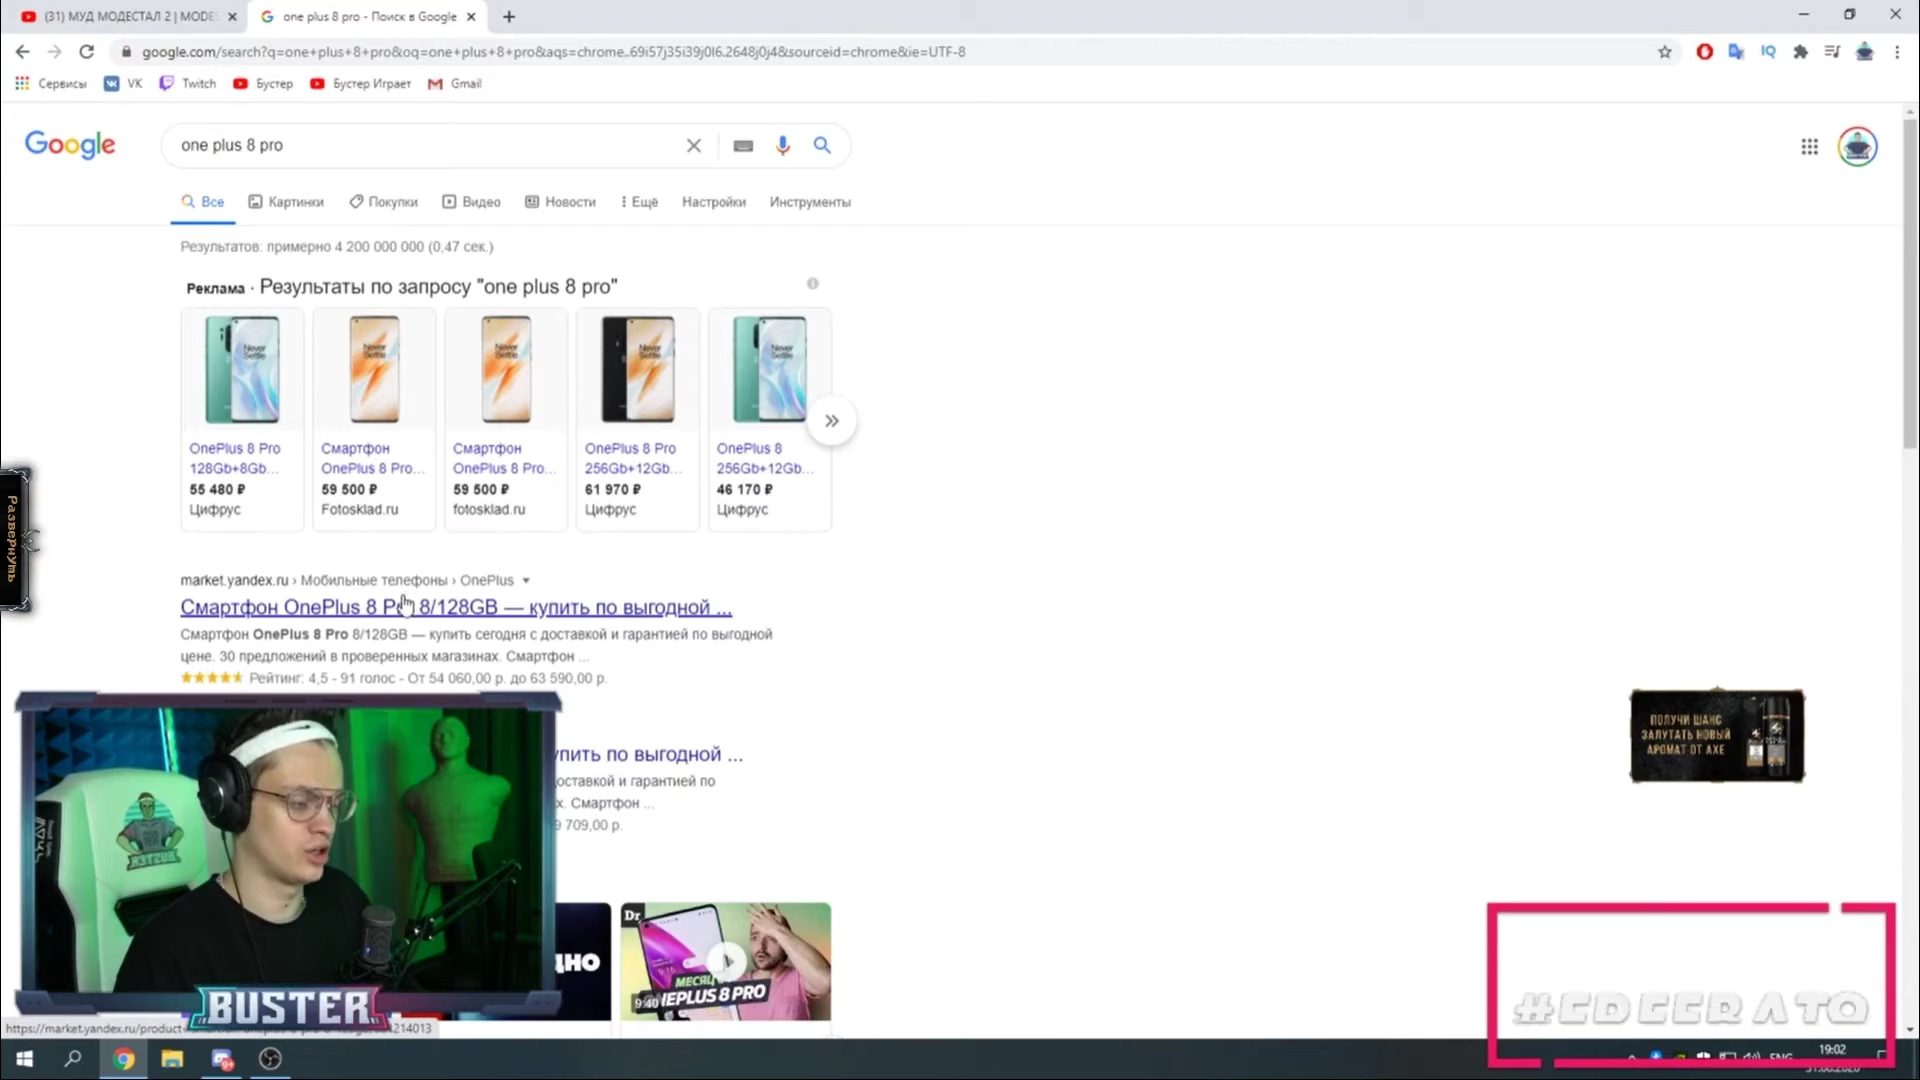 (31) МУД МОДЕСТАЛ 2 | MODE
one plus 8 pro - Поиск в Google
google.com/search?q=one+plus+8+pro&oq=one+plus+8+pro&aqs=chrome..69i57j35i39j0l6.2648j0j4&sourceid=chrome&ie=UTF-8
Сервисы VK Twitch Бустер Бустер Играет Gmail
Google
one plus 8 pro
Все Картинки Покупки Видео Новости Ещё Настройки Инструменты
Результатов: примерно 4 200 000 000 (0,47 сек.)
Реклама · Результаты по запросу "one plus 8 pro"
OnePlus 8 Pro
128Gb+8Gb...
55 480 ₽
Цифрус
Смартфон
OnePlus 8 Pro...
59 500 ₽
Fotosklad.ru
Смартфон
OnePlus 8 Pro...
59 500 ₽
fotosklad.ru
OnePlus 8 Pro
256Gb+12Gb...
61 970 ₽
Цифрус
OnePlus 8
256Gb+12Gb...
46 170 ₽
Цифрус
Развернуть
market.yandex.ru › Мобильные телефоны › OnePlus
Смартфон OnePlus 8 Pro 8/128GB — купить по выгодной ...
Смартфон OnePlus 8 Pro 8/128GB — купить сегодня с доставкой и гарантией по выгодной
цене. 30 предложений в проверенных магазинах. Смартфон ...
Рейтинг: 4,5 - 91 голос - От 54 060,00 р. до 63 590,00 р.
упить по выгодной ...
оставкой и гарантией по
х. Смартфон ...
9 709,00 р.
ПОЛУЧИ ШАНС
ЗАЛУТАТЬ НОВЫЙ
АРОМАТ ОТ AXE
BUSTER
ДНО
Dr
МЕСЯЦ
NEPLUS 8 PRO
9:40
#EDEERATO
https://market.yandex.ru/product
214013
ENG
19:02
31.08.2020